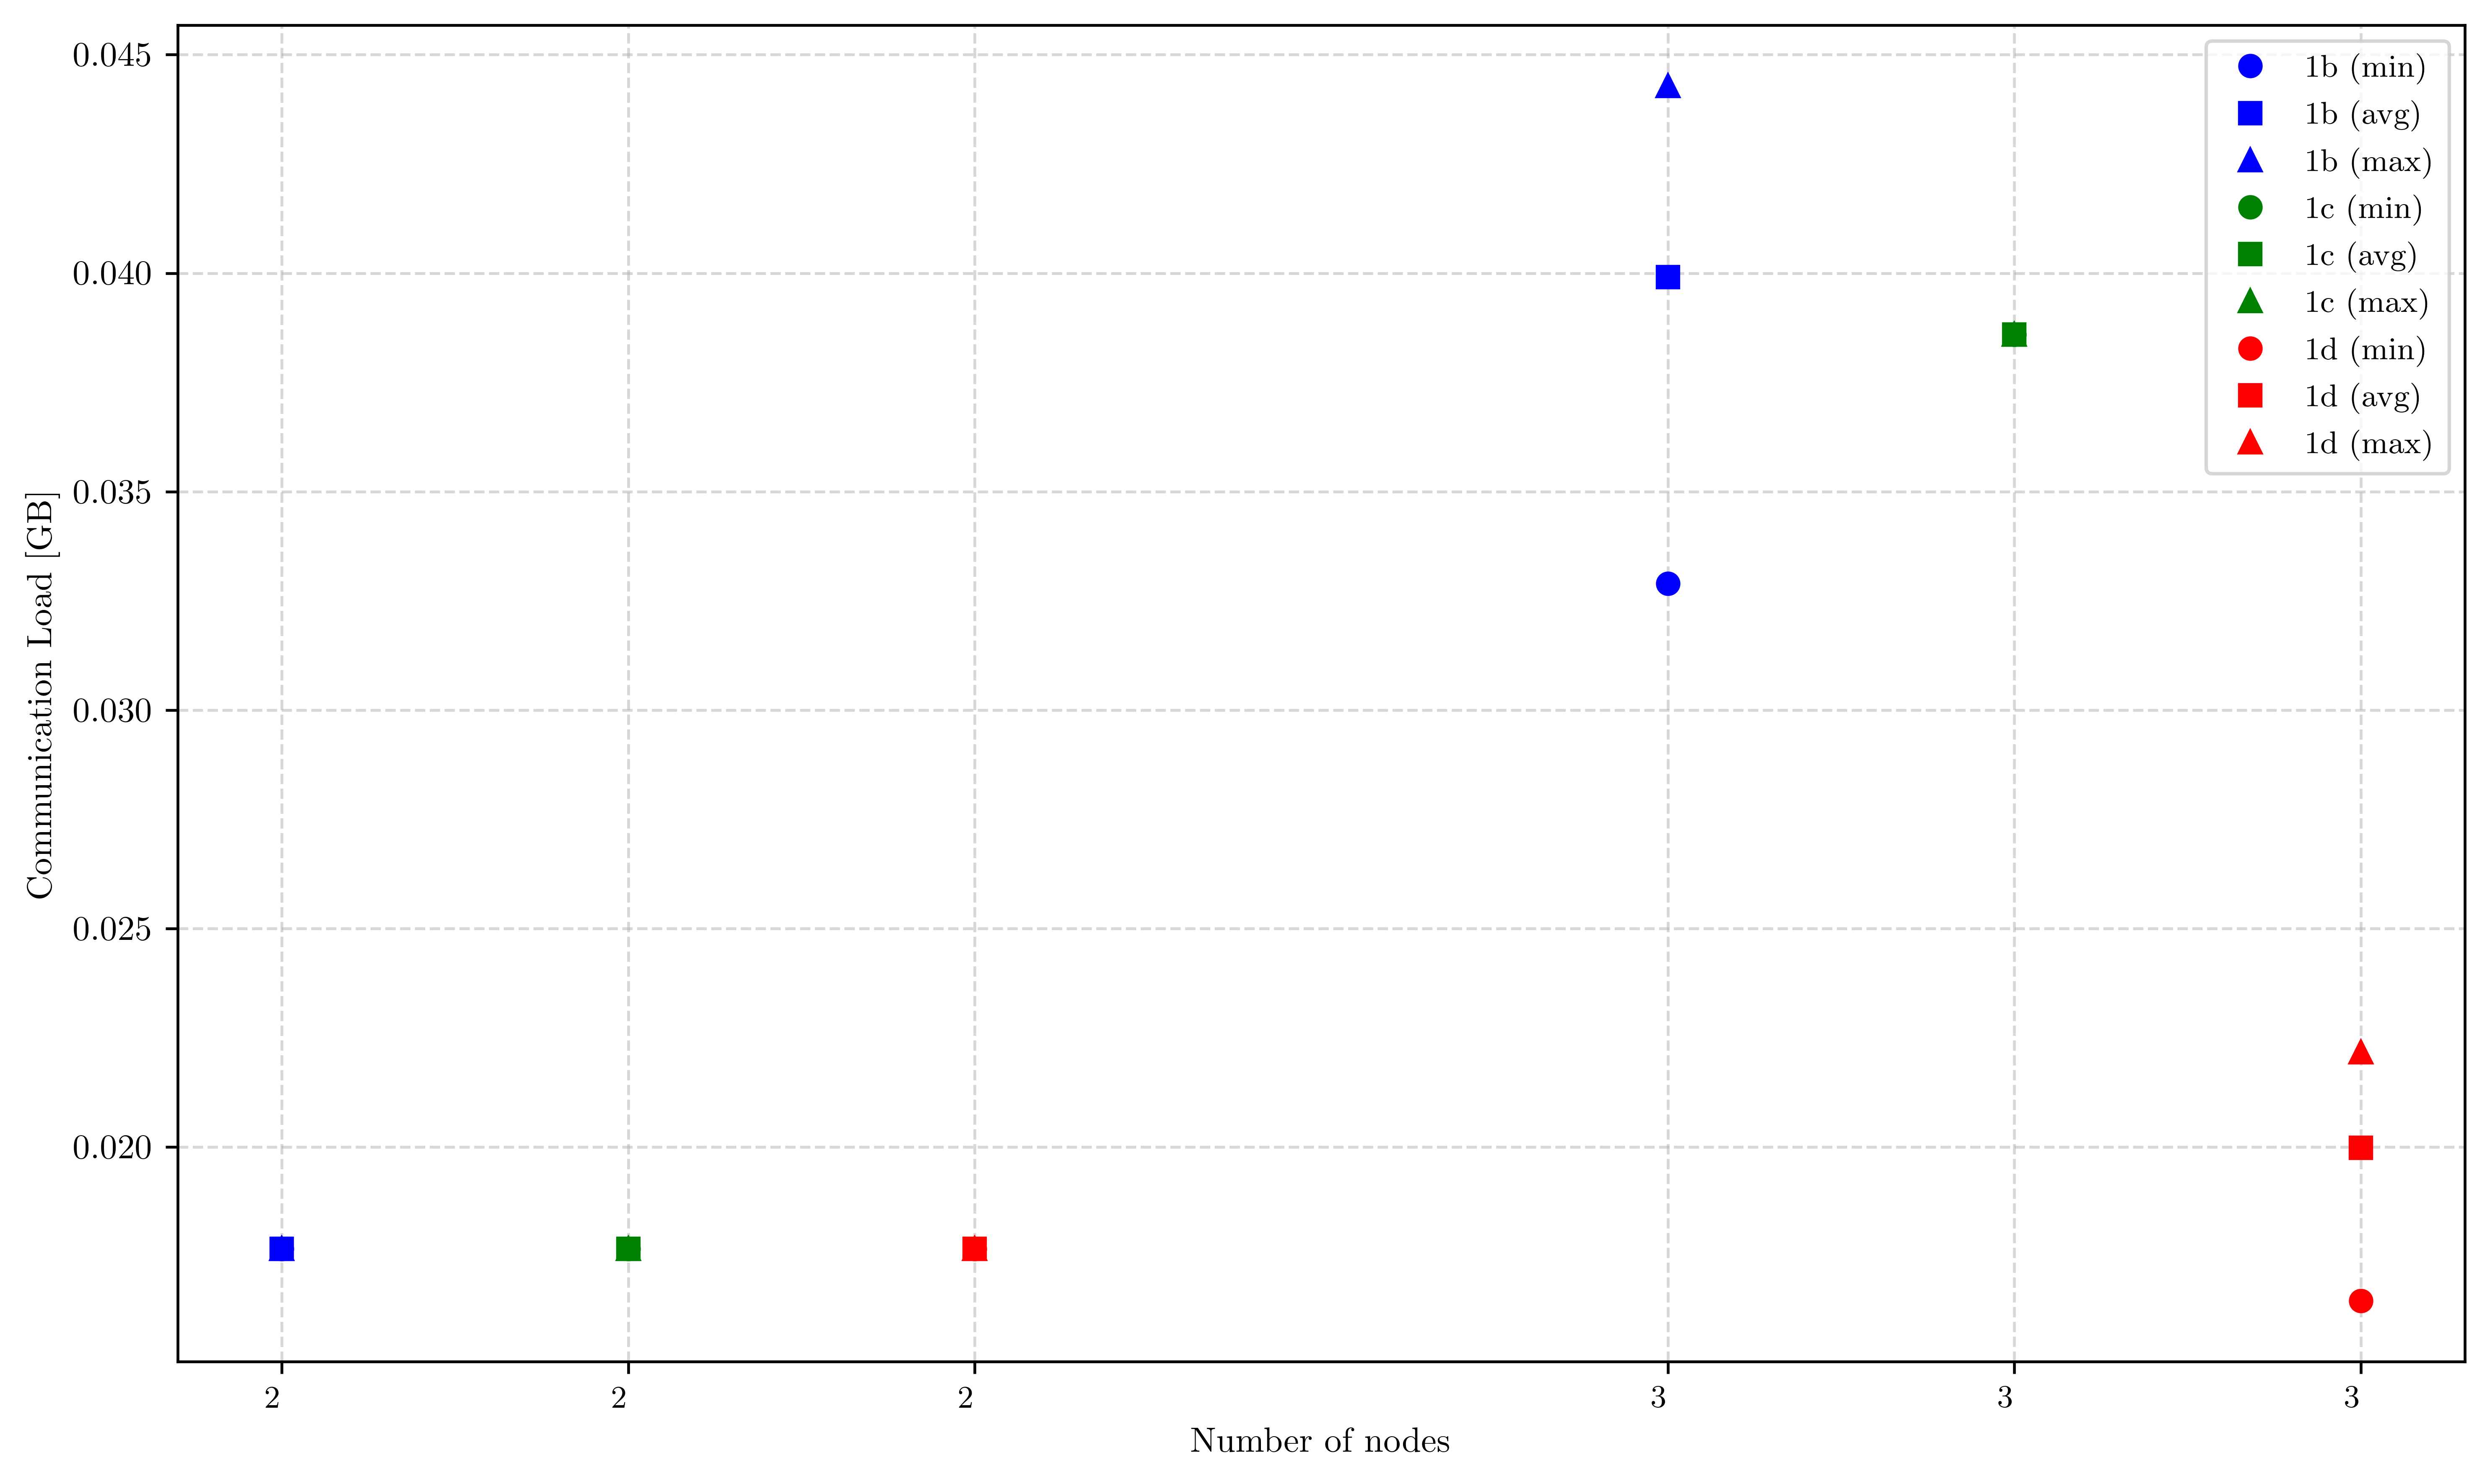 Communication Load [GB]
0.045
0.040
0.035
0.030
0.025
0.020
1b (min)
1b (avg)
1b (max)
1c (min)
1c (avg)
1c (max)
1d (min)
1d (avg)
1d (max)
2 2 2 3 3 3
Number of nodes